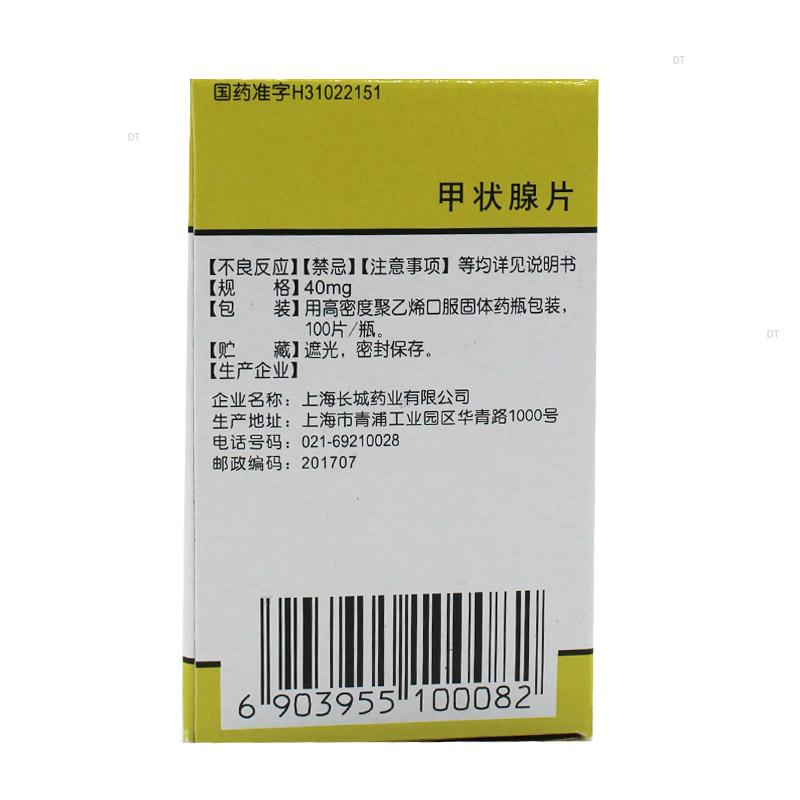 DT
国药准字H31022151
DT
甲状腺片
【不良反应】【禁忌】【注意事项】等均详见说明书
【规 格】40mg
【包 装】用高密度聚乙烯口服固体药瓶包装，
100片/瓶。
DT
【贮 藏】遮光，密封保存。
【生产企业】
企业名称：上海长城药业有限公司
生产地址：上海市青浦工业园区华青路1000号
电话号码：021-69210028
邮政编码：201707
6 903955 100082